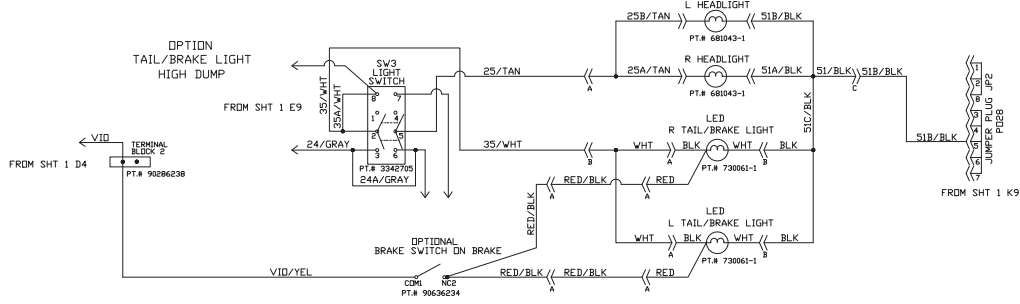 OPTION
TAIL/BRAKE LIGHT
HIGH DUMP
L HEADLIGHT
25B/TAN
51B/BLK
PT.# 681043-1
R HEADLIGHT
25/TAN
A
25A/TAN
51A/BLK
51/BLK
51B/BLK
C
PT.# 681043-1
SW3
LIGHT
SWITCH
35/WHT
35A/WHT
8
7
1
4
2
5
3
6
FROM SHT 1 E9
24/GRAY
PT.# 3342705
24A/GRAY
51C/BLK
LED
R TAIL/BRAKE LIGHT
35/WHT
B
WHT
A
BLK
WHT
B
BLK
PT.# 730061-1
A
RED/BLK
A
RED
RED/BLK
LED
L TAIL/BRAKE LIGHT
WHT
A
BLK
WHT
B
BLK
PT.# 730061-1
VIO
TERMINAL
BLOCK 2
FROM SHT 1 D4
PT.# 90286238
OPTIONAL
BRAKE SWITCH ON BRAKE
VIO/YEL
COM1
NC2
PT.# 90636234
RED/BLK
A
RED/BLK
A
RED
51B/BLK
1
2
8
3
4
5
6
7
JUMPER PLUG JP2
P028
FROM SHT 1 K9